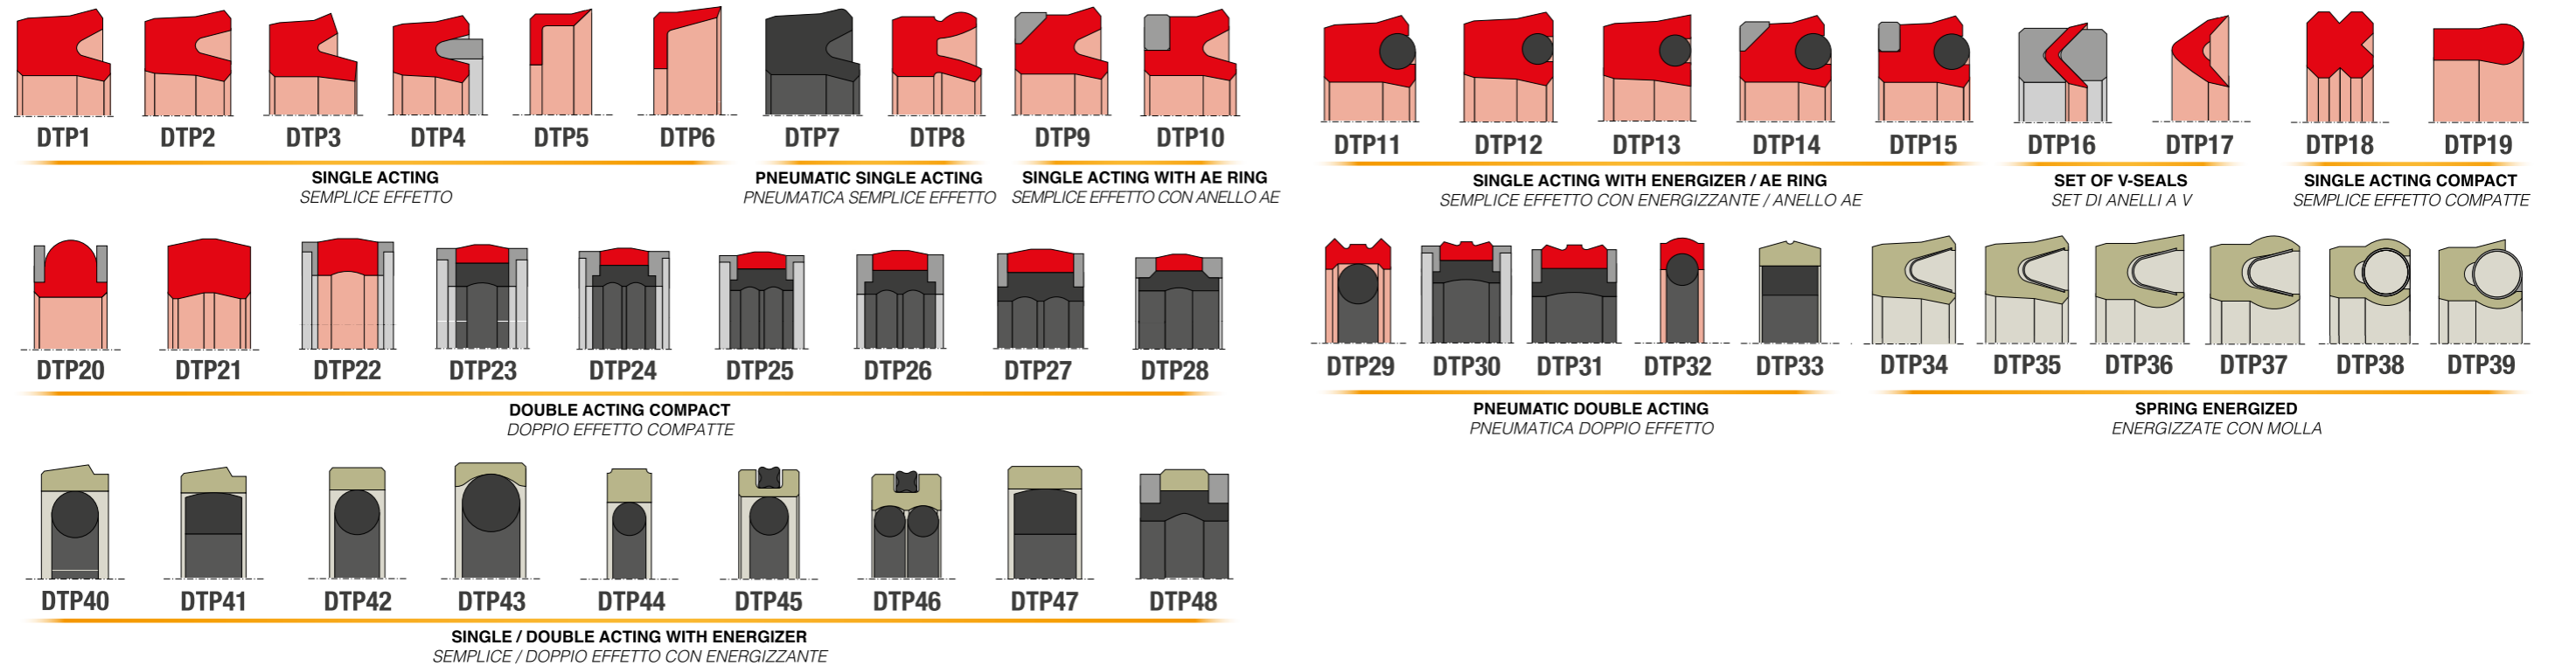 DTP1 DTP2 DTP3 DTP4 DTP5 DTP6 DTP7 DTP8 DTP9 DTP10
SINGLE ACTING
SEMPLICE EFFETTO
PNEUMATIC SINGLE ACTING
PNEUMATICA SEMPLICE EFFETTO
SINGLE ACTING WITH AE RING
SEMPLICE EFFETTO CON ANELLO AE
DTP11 DTP12 DTP13 DTP14 DTP15 DTP16 DTP17 DTP18 DTP19
SINGLE ACTING WITH ENERGIZER / AE RING
SEMPLICE EFFETTO CON ENERGIZZANTE / ANELLO AE
SET OF V-SEALS
SET DI ANELLI A V
SINGLE ACTING COMPACT
SEMPLICE EFFETTO COMPATTE
DTP20 DTP21 DTP22 DTP23 DTP24 DTP25 DTP26 DTP27 DTP28
DOUBLE ACTING COMPACT
DOPPIO EFFETTO COMPATTE
DTP29 DTP30 DTP31 DTP32 DTP33 DTP34 DTP35 DTP36 DTP37 DTP38 DTP39
PNEUMATIC DOUBLE ACTING
PNEUMATICA DOPPIO EFFETTO
SPRING ENERGIZED
ENERGIZZATE CON MOLLA
DTP40 DTP41 DTP42 DTP43 DTP44 DTP45 DTP46 DTP47 DTP48
SINGLE / DOUBLE ACTING WITH ENERGIZER
SEMPLICE / DOPPIO EFFETTO CON ENERGIZZANTE